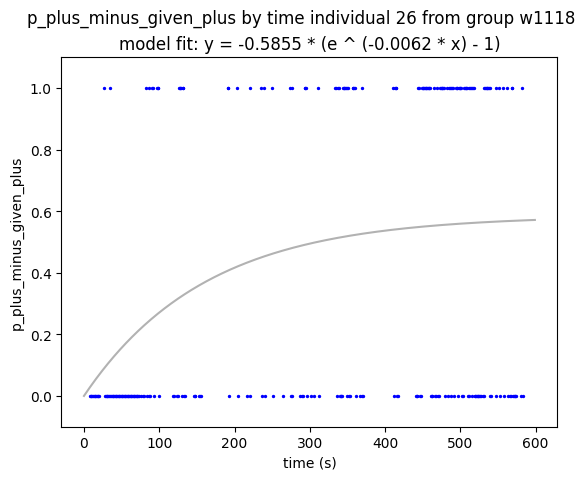 p_plus_minus_given_plus by time individual 26 from group w1118
model fit: y = -0.5855 * (e ^ (-0.0062 * x) - 1)
1.0
0.8
0.6
0.4
0.2
0.0
p_plus_minus_given_plus
0 100 200 300 400 500 600
time (s)